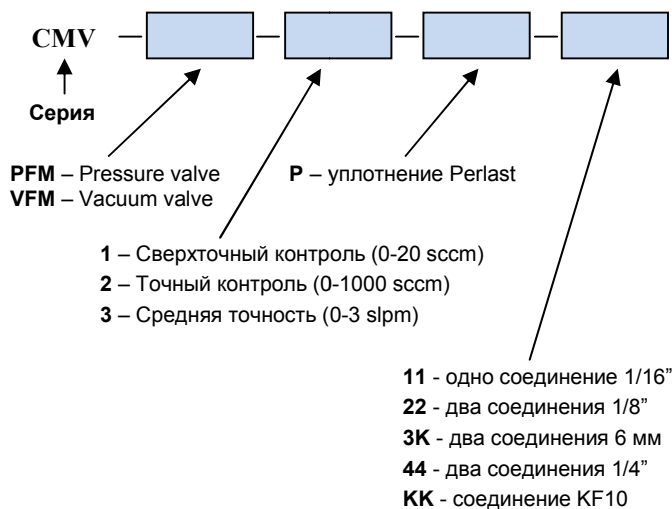 CMV
Серия
PFM – Pressure valve
VFM – Vacuum valve
P – уплотнение Perlast
1 – Сверхточный контроль (0-20 sccm)
2 – Точный контроль (0-1000 sccm)
3 – Средняя точность (0-3 slpm)
11 - одно соединение 1/16”
22 - два соединения 1/8”
3K - два соединения 6 мм
44 - два соединения 1/4”
KK - соединение KF10